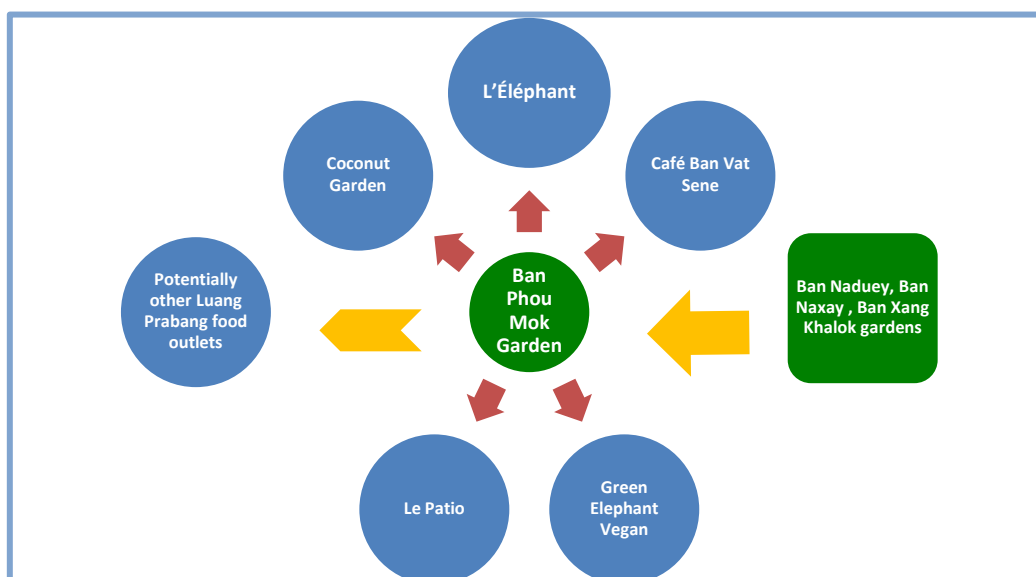 L’Éléphant
Coconut
Garden
Café Ban Vat
Sene
Potentially
other Luang
Prabang food
outlets
Ban
Phou
Mok
Garden
Ban Naduey, Ban
Naxay , Ban Xang
Khalok gardens
Le Patio
Green
Elephant
Vegan